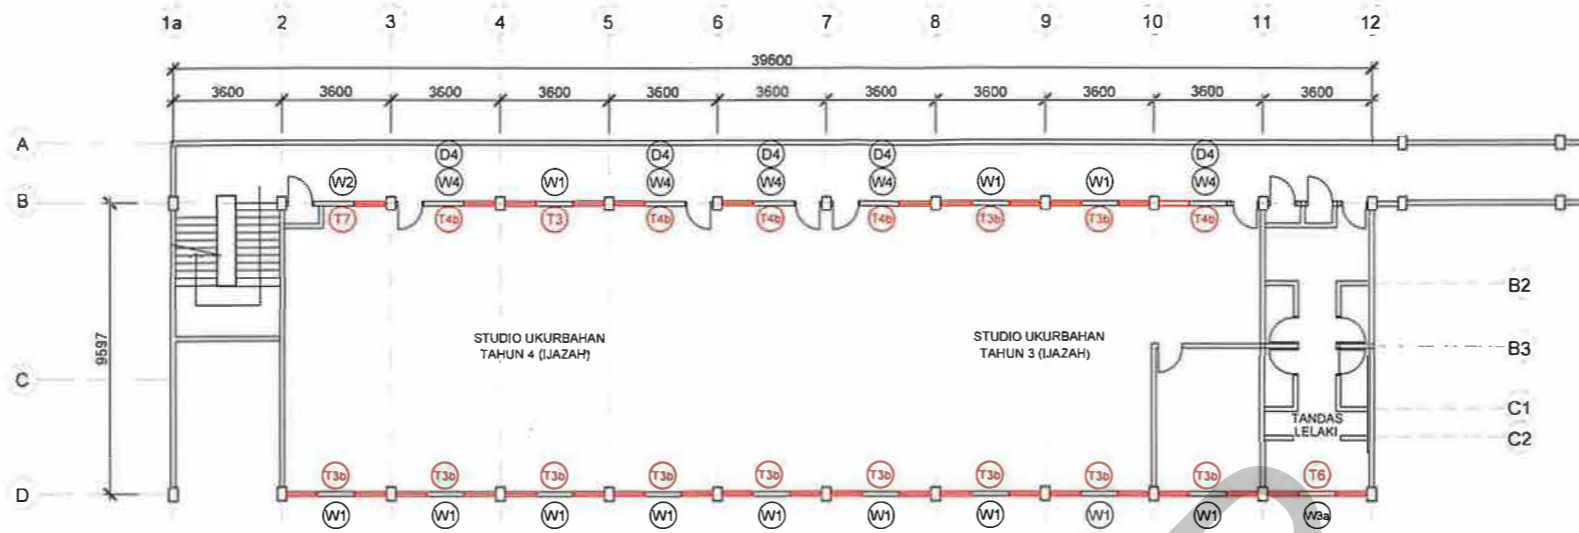 1a 2 3 4 5 6 7 8 9 10 11 12
39600
3600 3600 3600 3600 3600 3600 3600 3600 3600 3600 3600
A
D4 D4 D4 D4 D4
W2 W4 W1 W4 W4 W4 W1 W1 W4
B
T7 T4b T3 T4b T4b T4b T3b T3b T4b
B2
STUDIO UKURBAHAN
TAHUN 4 (IJAZAH)
STUDIO UKURBAHAN
TAHUN 3 (IJAZAH)
B3
9597
C
C1
TANDAS
LELAKI
C2
T3b T3b T3b T3b T3b T3b T3b T3b T3b T6
D
W1 W1 W1 W1 W1 W1 W1 W1 W1 W3a